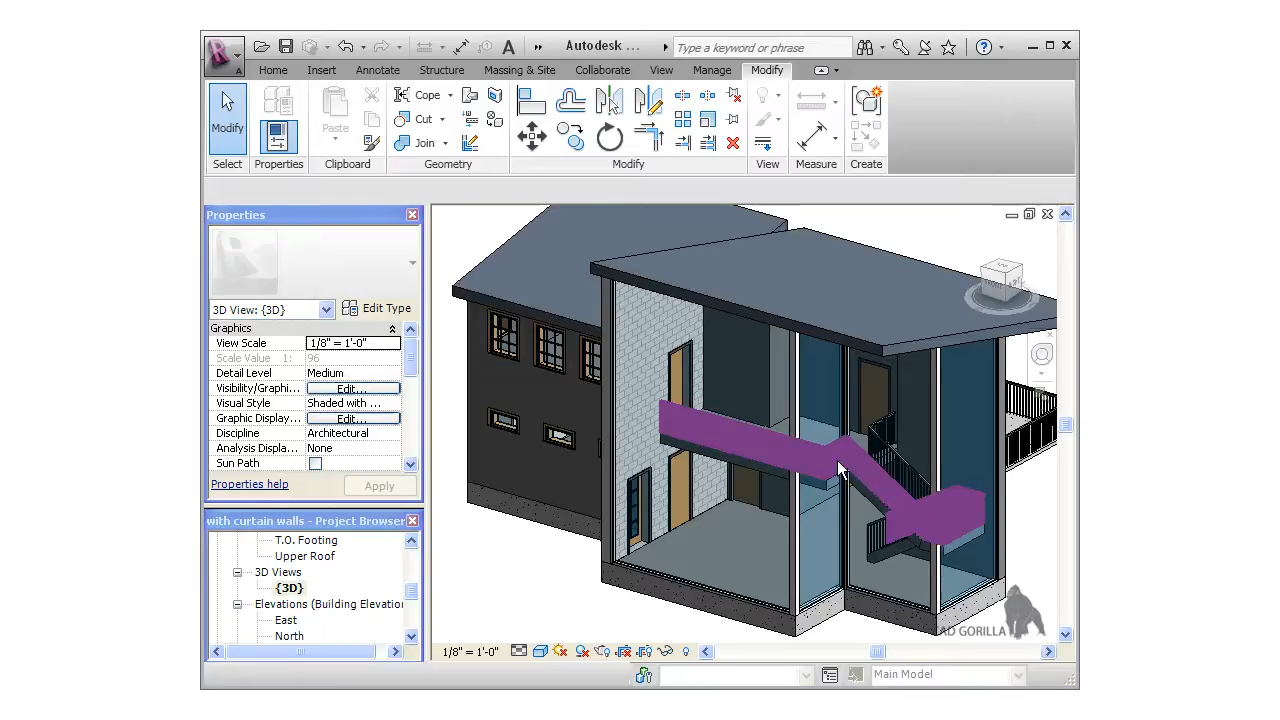 Autodesk ...
Type a keyword or phrase
Home Insert Annotate Structure Massing & Site Collaborate View Manage Modify
Modify
Paste
Cope
Cut
Join
Select Properties Clipboard Geometry Modify View Measure Create
Properties
3D View: {3D} Edit Type
Graphics
View Scale 1/8" = 1'-0"
Scale Value 1: 96
Detail Level Medium
Visibility/Graphi... Edit...
Visual Style Shaded with ...
Graphic Display... Edit...
Discipline Architectural
Analysis Displa... None
Sun Path
Properties help Apply
with curtain walls - Project Browser
T.O. Footing
Upper Roof
3D Views
{3D}
Elevations (Building Elevation
East
North
AD GORILLA
1/8" = 1'-0"
Main Model